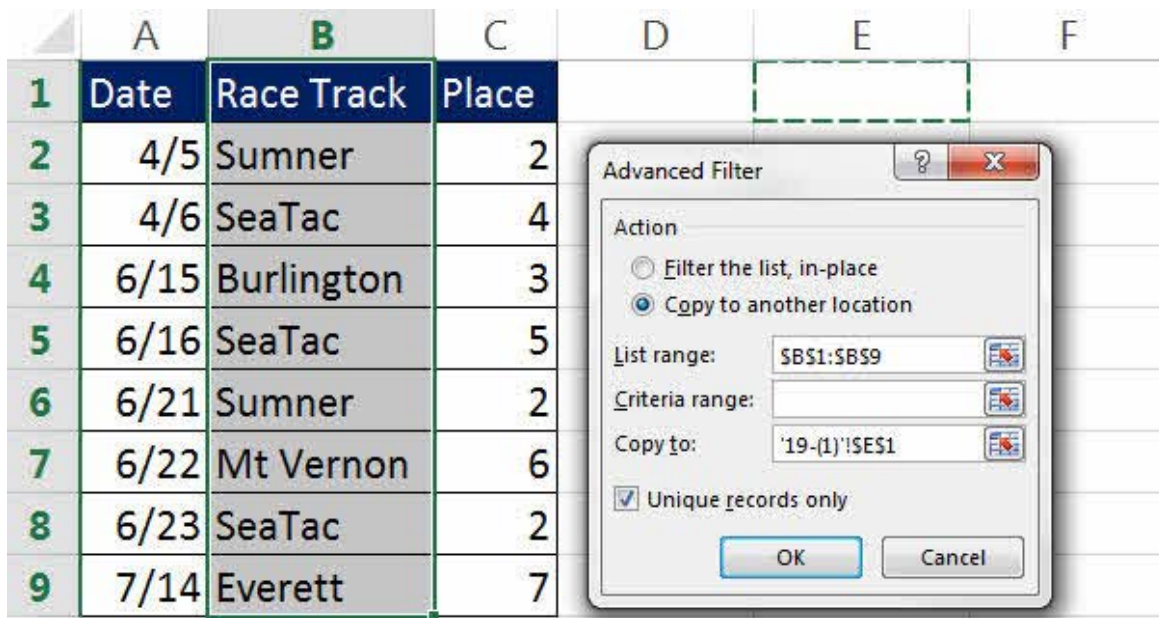 A B C D E F
1 Date Race Track Place
2 4/5 Sumner 2
3 4/6 SeaTac 4
4 6/15 Burlington 3
5 6/16 SeaTac 5
6 6/21 Sumner 2
7 6/22 Mt Vernon 6
8 6/23 SeaTac 2
9 7/14 Everett 7
Advanced Filter ? X
Action
Filter the list, in-place
Copy to another location
List range: $B$1:$B$9
Criteria range:
Copy to: '19-(1)'!$E$1
Unique records only
OK Cancel